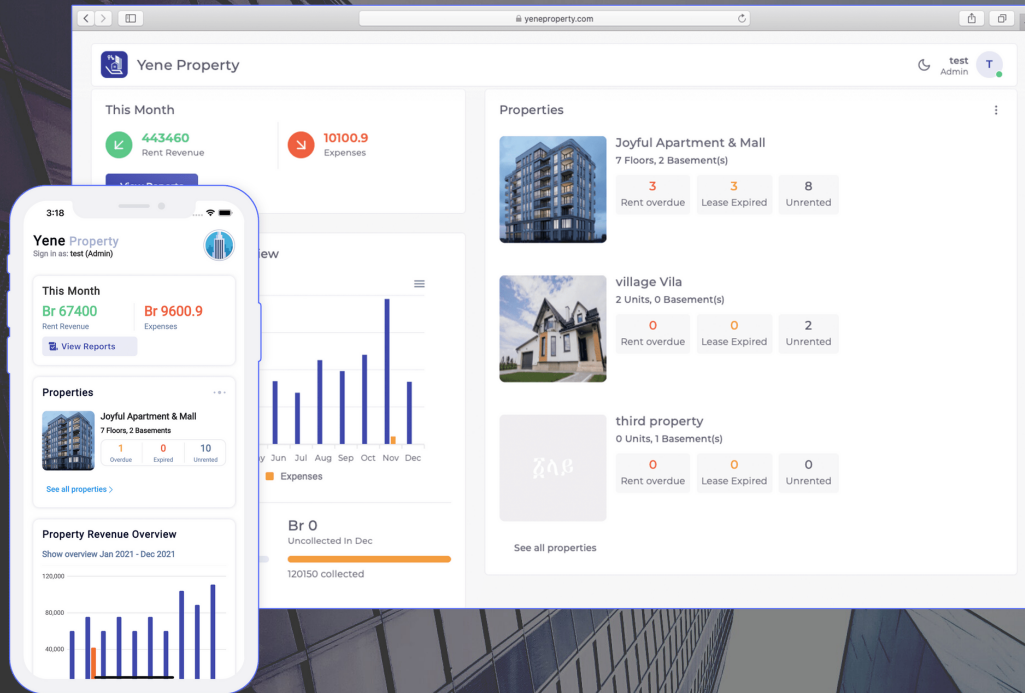 yeneproperty.com
Yene Property
test
Admin
T
This Month
443460
Rent Revenue
10100.9
Expenses
View Reports
Properties
Joyful Apartment & Mall
7 Floors, 2 Basement(s)
3
Rent overdue
3
Lease Expired
8
Unrented
village Vila
2 Units, 0 Basement(s)
0
Rent overdue
0
Lease Expired
2
Unrented
third property
0 Units, 1 Basement(s)
0
Rent overdue
0
Lease Expired
0
Unrented
See all properties
ew
y Jun Jul Aug Sep Oct Nov Dec
Expenses
Br 0
Uncollected In Dec
120150 collected
3:18
Yene Property
Sign in as: test (Admin)
This Month
Br 67400
Rent Revenue
Br 9600.9
Expenses
View Reports
Properties
Joyful Apartment & Mall
7 Floors, 2 Basements
1
Overdue
0
Expired
10
Unrented
See all properties >
Property Revenue Overview
Show overview Jan 2021 - Dec 2021
120,000
80,000
40,000